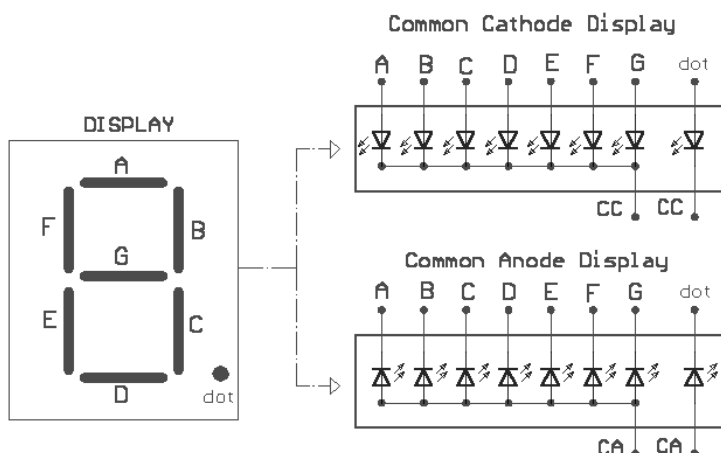 Common Cathode Display
A B C D E F G dot
CC CC
DISPLAY
A
F
B
G
E
C
D
dot
Common Anode Display
A B C D E F G dot
CA CA